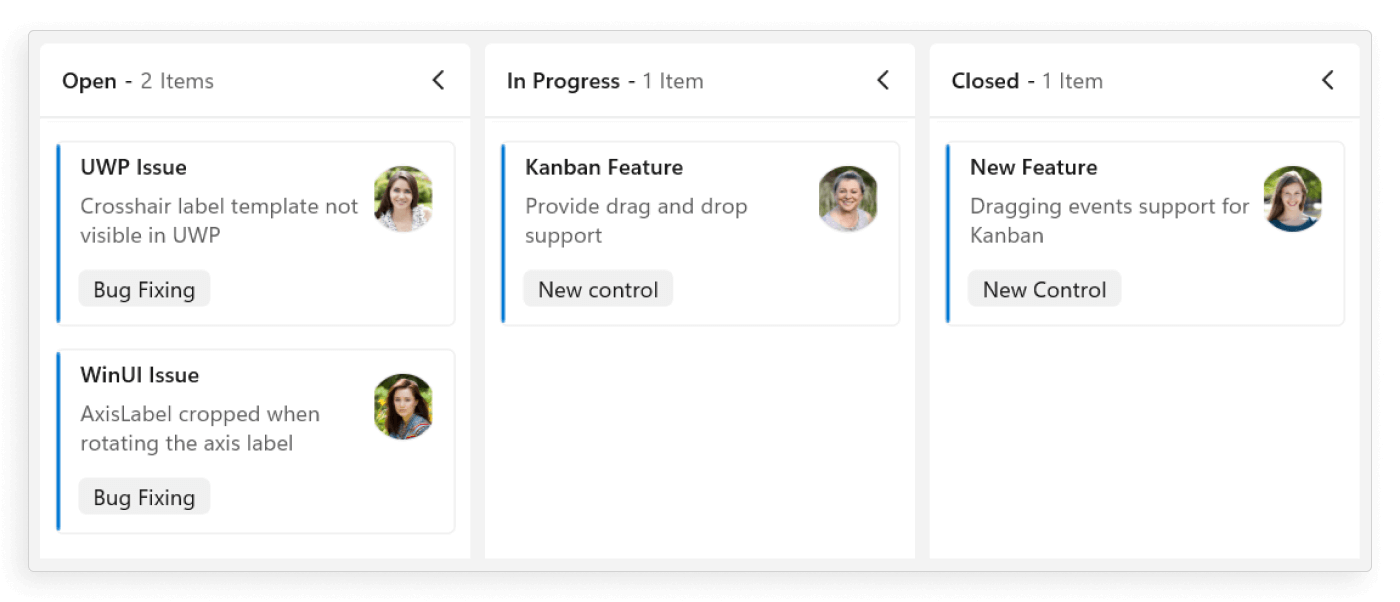 Open - 2 Items
UWP Issue
Crosshair label template not
visible in UWP
Bug Fixing
WinUI Issue
AxisLabel cropped when
rotating the axis label
Bug Fixing
In Progress - 1 Item
Kanban Feature
Provide drag and drop
support
New control
Closed - 1 Item
New Feature
Dragging events support for
Kanban
New Control